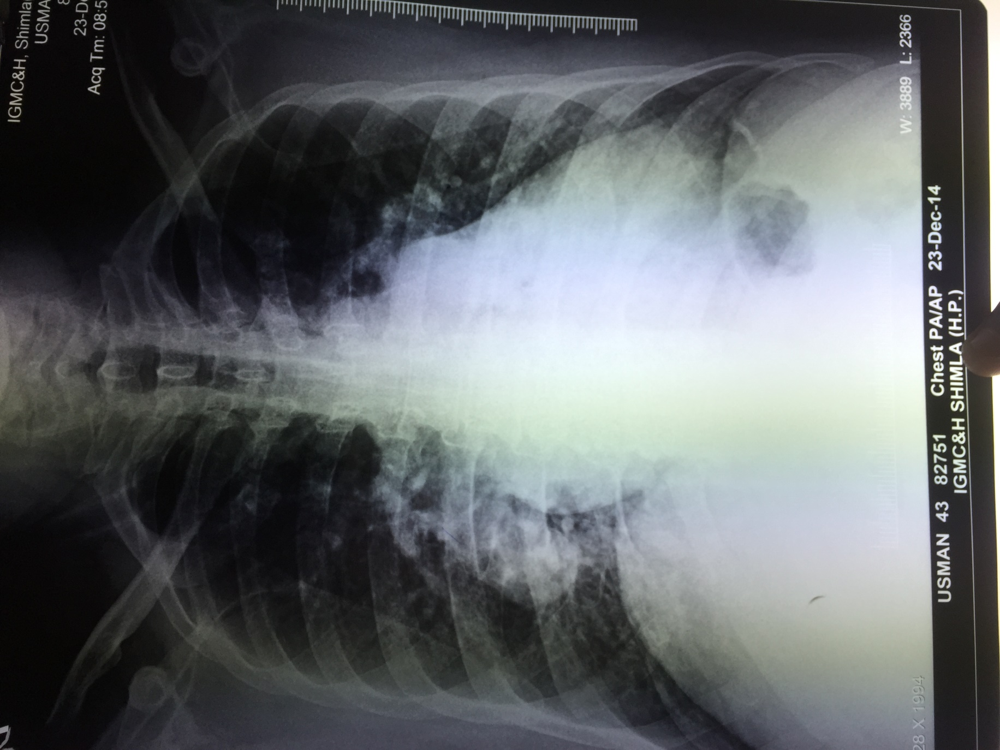 IGMC&H, Shimla
USMA
8
23-De
Acq Tm: 08:5
W: 3889 L: 2366
USMAN 43 82751 Chest PA/AP 23-Dec-14
IGMC&H SHIMLA (H.P.)
28 X 1994